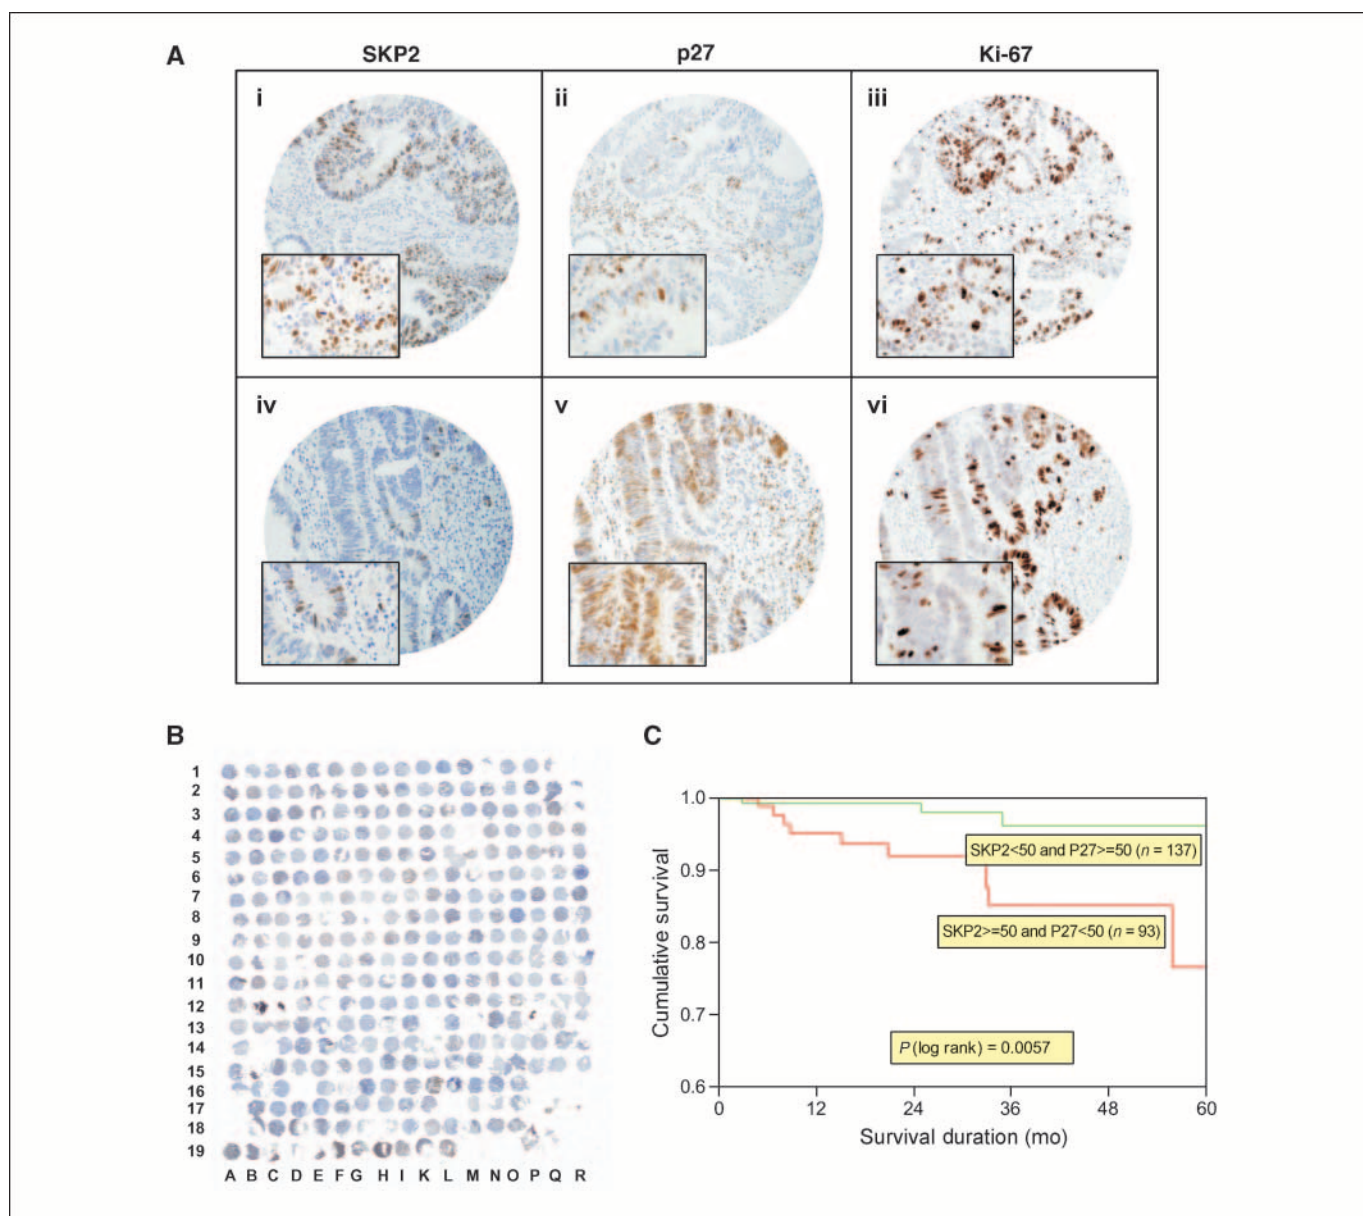 A
SKP2 p27 Ki-67
i ii iii
iv v vi
B
1
2
3
4
5
6
7
8
9
10
11
12
13
14
15
16
17
18
19
A B C D E F G H I K L M N O P Q R
C
Cumulative survival
1.0
0.9
0.8
0.7
0.6
SKP2<50 and P27>=50 (n = 137)
SKP2>=50 and P27<50 (n = 93)
P (log rank) = 0.0057
0 12 24 36 48 60
Survival duration (mo)